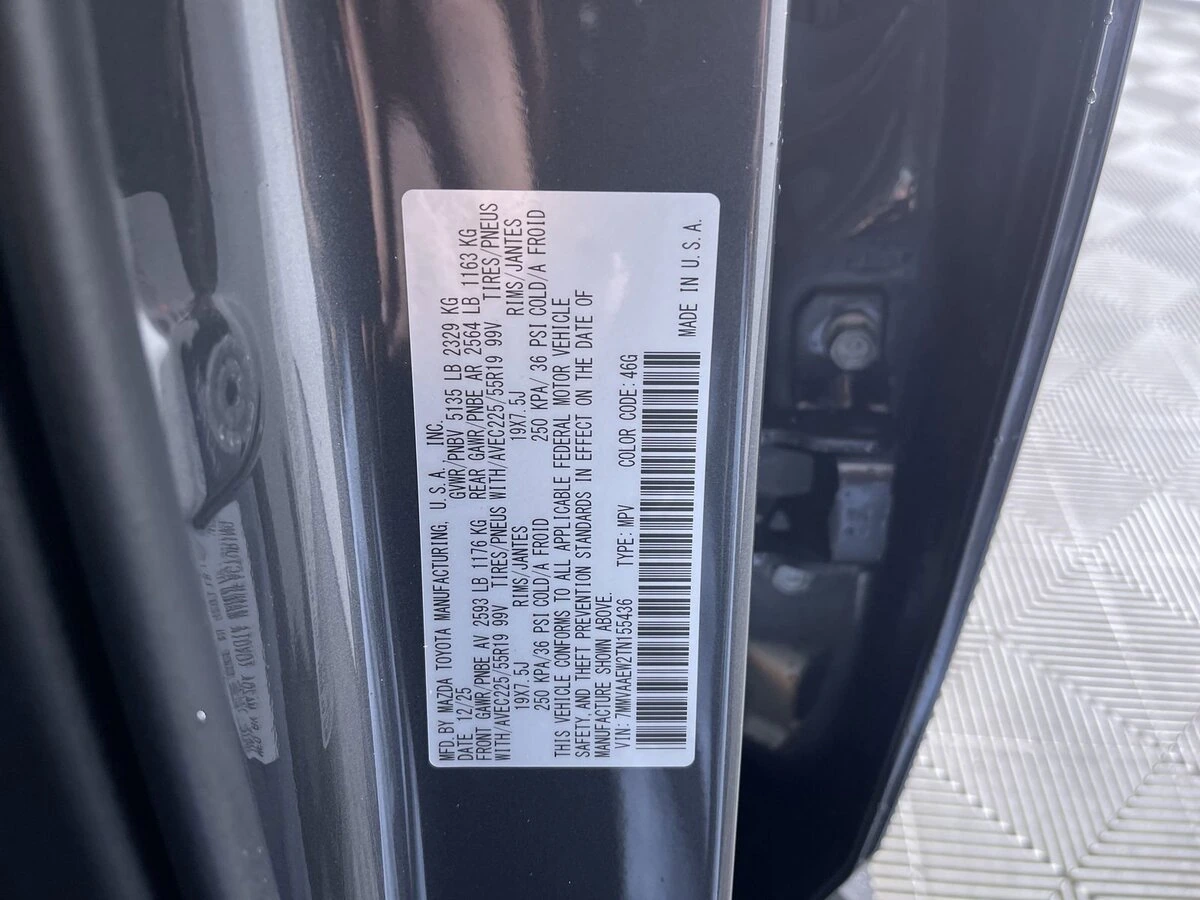 MFD. BY MAZDA TOYOTA MANUFACTURING, U.S.A., INC.
DATE 12/25 GVWR/PNBV 5135 LB 2329 KG
FRONT GAWR/PNBE AV 2593 LB 1176 KG REAR GAWR/PNBE AR 2564 LB 1163 KG
WITH/AVEC225/55R19 99V TIRES/PNEUS WITH/AVEC225/55R19 99V TIRES/PNEUS
19X7.5J RIMS/JANTES 19X7.5J RIMS/JANTES
250 KPA/36 PSI COLD/A FROID 250 KPA/ 36 PSI COLD/A FROID
THIS VEHICLE CONFORMS TO ALL APPLICABLE FEDERAL MOTOR VEHICLE
SAFETY, AND THEFT PREVENTION STANDARDS IN EFFECT ON THE DATE OF
MANUFACTURE SHOWN ABOVE.
VIN: 7MMVAAEW2TN155436 TYPE: MPV COLOR CODE: 46G
MADE IN U.S.A.